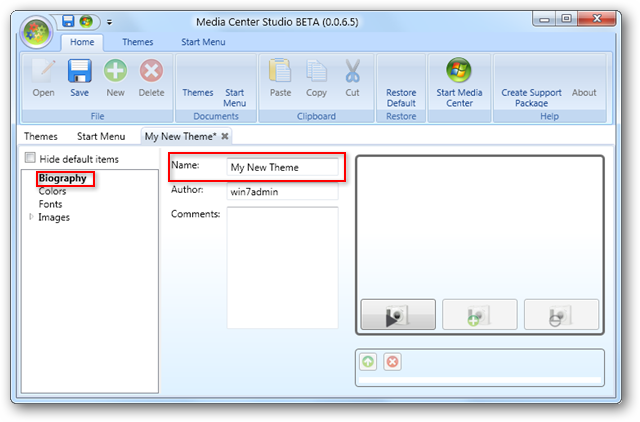 Media Center Studio BETA (0.0.6.5)
Home Themes Start Menu
Open Save New Delete Themes Start Menu Paste Copy Cut Restore Default Start Media Center Create Support Package About
File Documents Clipboard Restore Help
Themes Start Menu My New Theme*
Hide default items
Biography
Colors
Fonts
Images
Name: My New Theme
Author: win7admin
Comments: